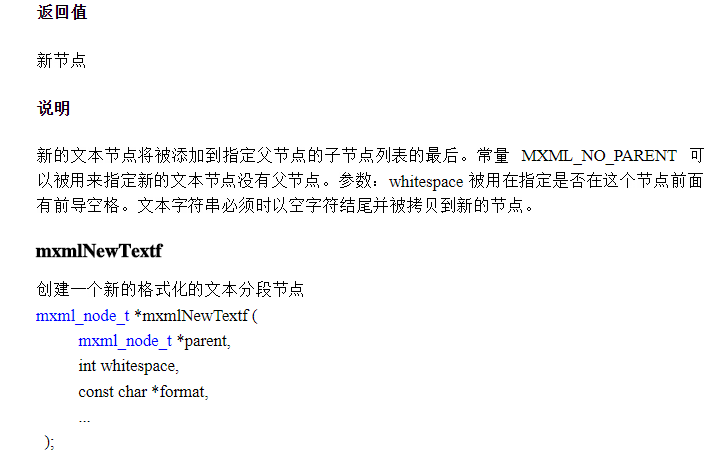 返回值
新节点
说明
新的文本节点将被添加到指定父节点的子节点列表的最后。常量 MXML_NO_PARENT 可
以被用来指定新的文本节点没有父节点。参数：whitespace 被用在指定是否在这个节点前面
有前导空格。文本字符串必须时以空字符结尾并被拷贝到新的节点。
mxmlNewTextf
创建一个新的格式化的文本分段节点
mxml_node_t *mxmlNewTextf (
mxml_node_t *parent,
int whitespace,
const char *format,
...
);